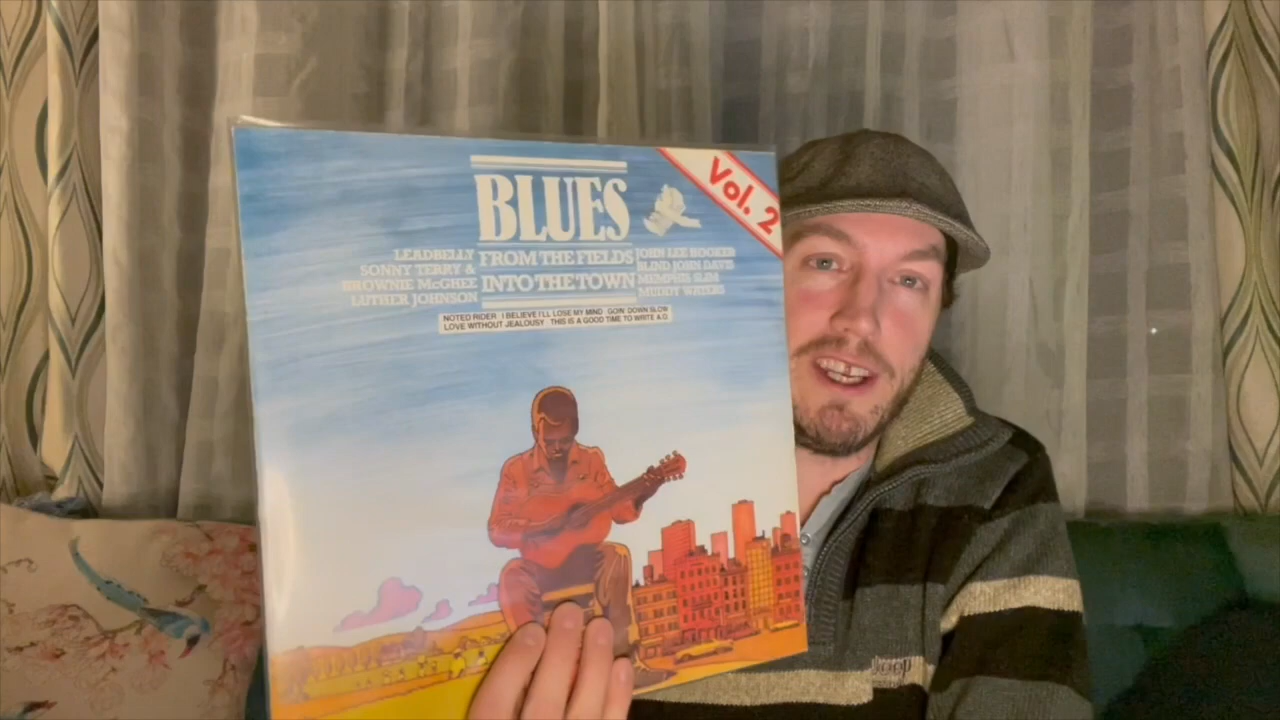 Vol. 2
BLUES
FROM THE FIELDS
INTO THE TOWN
LEADBELLY
SONNY TERRY &
BROWNIE McGHEE
LUTHER JOHNSON
JOHN LEE HOOKER
BLIND JOHN DAVIS
MEMPHIS SLIM
MUDDY WATERS
NOTED RIDER · I BELIEVE I'LL LOSE MY MIND · GOIN' DOWN SLOW
LOVE WITHOUT JEALOUSY · THIS IS A GOOD TIME TO WRITE A.O.